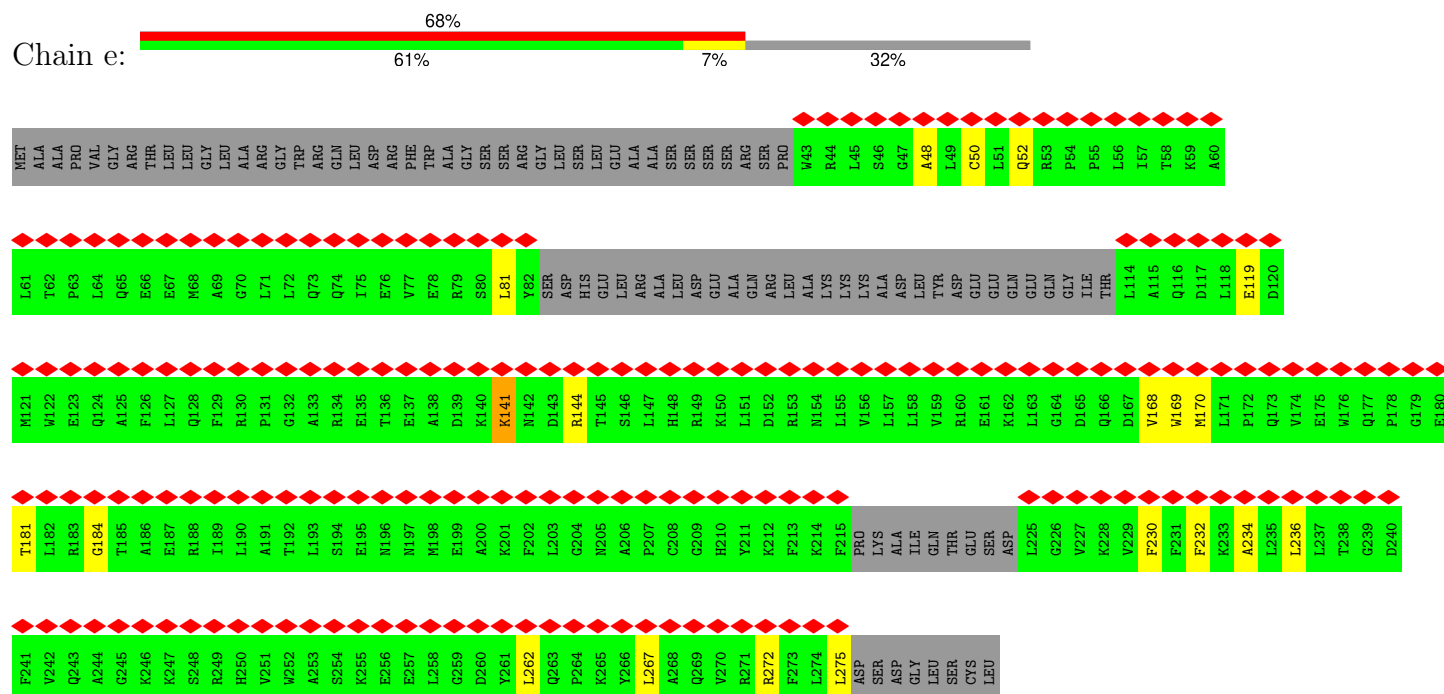 68%
Chain e:
61% 7% 32%
MET ALA ALA PRO VAL GLY ARG THR LEU LEU GLY LEU ALA ARG GLY TRP ARG GLN LEU ASP ARG PHE TRP ALA GLY SER SER ARG GLY LEU SER LEU GLU ALA ALA SER SER SER SER ARG SER PRO W43 R44 L45 S46 G47 A48 L49 C50 L51 Q52 R53 P54 P55 L56 I57 T58 K59 A60
L61 T62 P63 L64 Q65 E66 E67 M68 A69 G70 L71 L72 Q73 Q74 I75 E76 V77 E78 R79 S80 L81 Y82 SER ASP HIS GLU LEU ARG ALA LEU ASP GLU ALA GLN ARG LEU ALA LYS LYS LYS ALA ASP LEU TYR ASP GLU GLU GLN GLU GLN GLY ILE THR L114 A115 Q116 D117 L118 E119 D120
M121 W122 E123 Q124 A125 F126 L127 Q128 F129 R130 P131 G132 A133 R134 E135 T136 E137 A138 D139 K140 K141 N142 D143 R144 T145 S146 L147 H148 R149 K150 L151 D152 R153 N154 L155 V156 L157 L158 V159 R160 E161 K162 L163 G164 D165 Q166 D167 V168 W169 M170 L171 P172 Q173 V174 E175 W176 Q177 P178 G179 E180
T181 L182 R183 G184 T185 A186 E187 R188 I189 L190 A191 T192 L193 S194 E195 N196 N197 M198 E199 A200 K201 F202 L203 G204 N205 A206 P207 C208 G209 H210 Y211 K212 F213 K214 F215 PRO LYS ALA ILE GLN THR GLU SER ASP L225 G226 V227 K228 V229 F230 F231 F232 K233 A234 L235 L236 L237 T238 G239 D240
F241 V242 Q243 A244 G245 K246 K247 S248 R249 H250 V251 W252 A253 S254 K255 E256 E257 L258 G259 D260 Y261 L262 Q263 P264 K265 Y266 L267 A268 Q269 V270 R271 R272 F273 L274 L275 ASP SER ASP GLY LEU SER CYS LEU